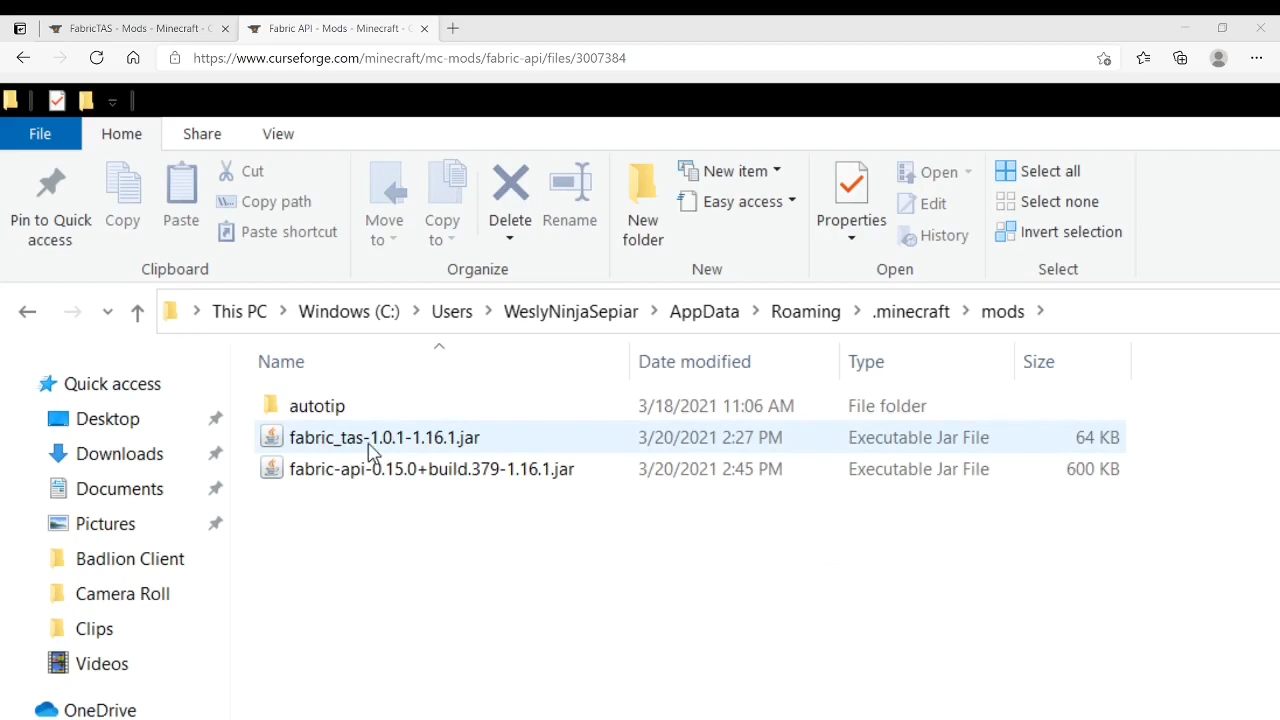 FabricTAS - Mods - Minecraft - C
Fabric API - Mods - Minecraft - C
https://www.curseforge.com/minecraft/mc-mods/fabric-api/files/3007384
File Home Share View
Pin to Quick access
Copy
Paste
Cut
Copy path
Paste shortcut
Clipboard
Move to
Copy to
Delete
Rename
Organize
New folder
New item
Easy access
New
Properties
Open
Edit
History
Open
Select all
Select none
Invert selection
Select
This PC > Windows (C:) > Users > WeslyNinjaSepiar > AppData > Roaming > .minecraft > mods >
Name Date modified Type Size
autotip 3/18/2021 11:06 AM File folder
fabric_tas-1.0.1-1.16.1.jar 3/20/2021 2:27 PM Executable Jar File 64 KB
fabric-api-0.15.0+build.379-1.16.1.jar 3/20/2021 2:45 PM Executable Jar File 600 KB
Quick access
Desktop
Downloads
Documents
Pictures
Badlion Client
Camera Roll
Clips
Videos
OneDrive